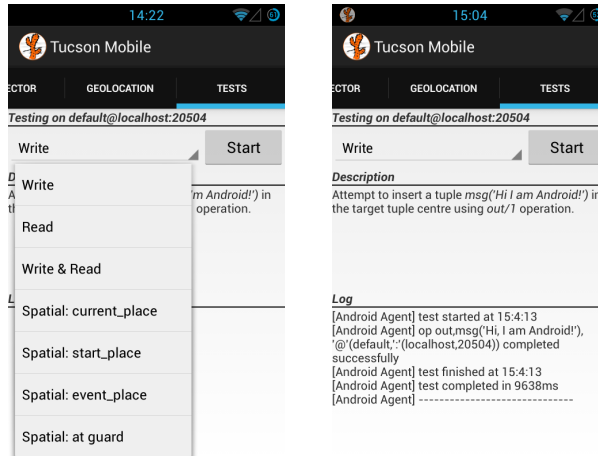 14:22
61
Tucson Mobile
ECTOR
GEOLOCATION
TESTS
Testing on default@localhost:20504
Write
Start
D
A
'm Android!') in
th
operation.
Write
Read
Write & Read
L
Spatial: current_place
Spatial: start_place
Spatial: event_place
Spatial: at guard
15:04
Tucson Mobile
ECTOR
GEOLOCATION
TESTS
Testing on default@localhost:20504
Write
Start
Description
Attempt to insert a tuple msg('Hi I am Android!') in
the target tuple centre using out/1 operation.
Log
[Android Agent] test started at 15:4:13
[Android Agent] op out,msg('Hi, I am Android!'),
'@'(default,':'(localhost,20504)) completed
successfully
[Android Agent] test finished at 15:4:13
[Android Agent] test completed in 9638ms
[Android Agent] ------------------------------